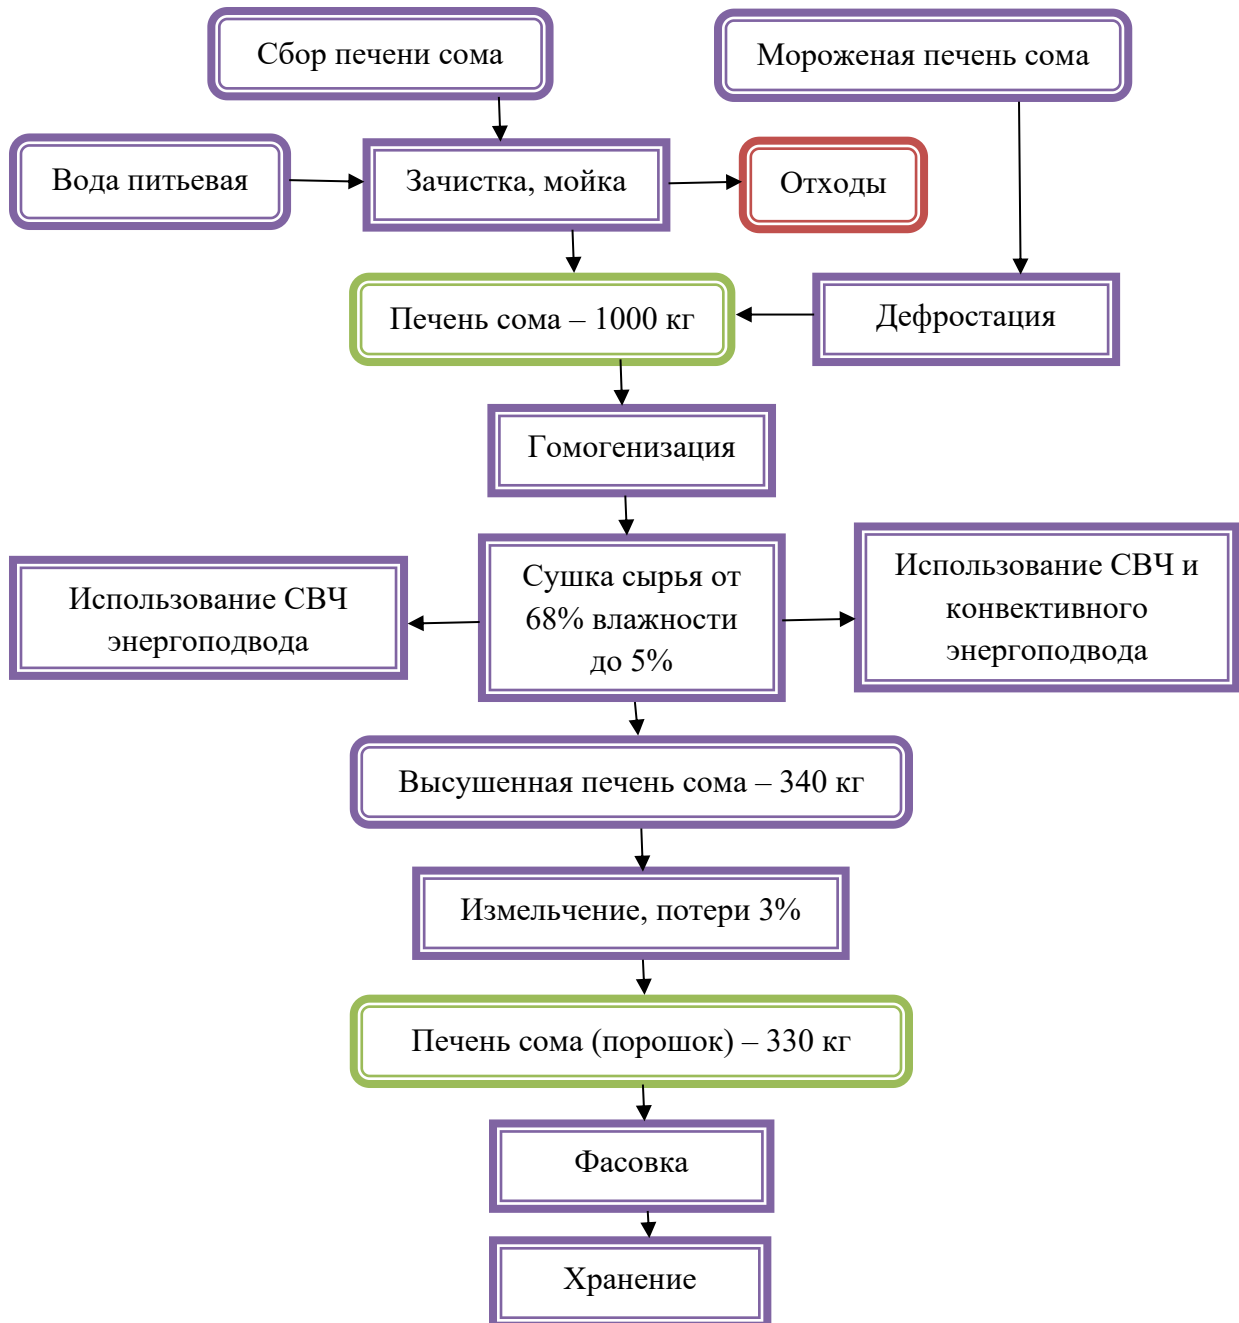 Сбор печени сома
Мороженая печень сома
Вода питьевая
Зачистка, мойка
Отходы
Печень сома – 1000 кг
Дефростация
Гомогенизация
Использование СВЧ
энергоподвода
Сушка сырья от
68% влажности
до 5%
Использование СВЧ и
конвективного
энергоподвода
Высушенная печень сома – 340 кг
Измельчение, потери 3%
Печень сома (порошок) – 330 кг
Фасовка
Хранение